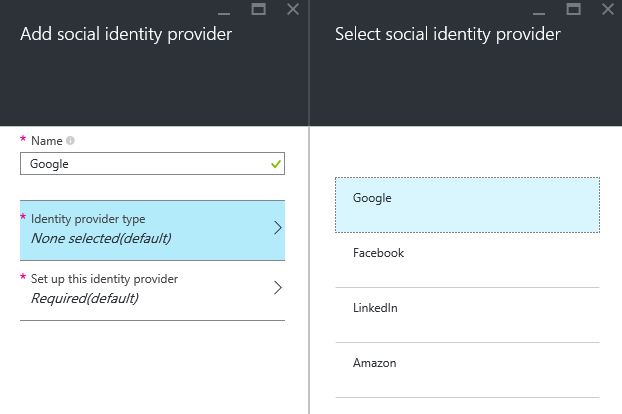 Add social identity provider
* Name
Google
* Identity provider type
None selected(default)
* Set up this identity provider
Required(default)
Select social identity provider
Google
Facebook
LinkedIn
Amazon